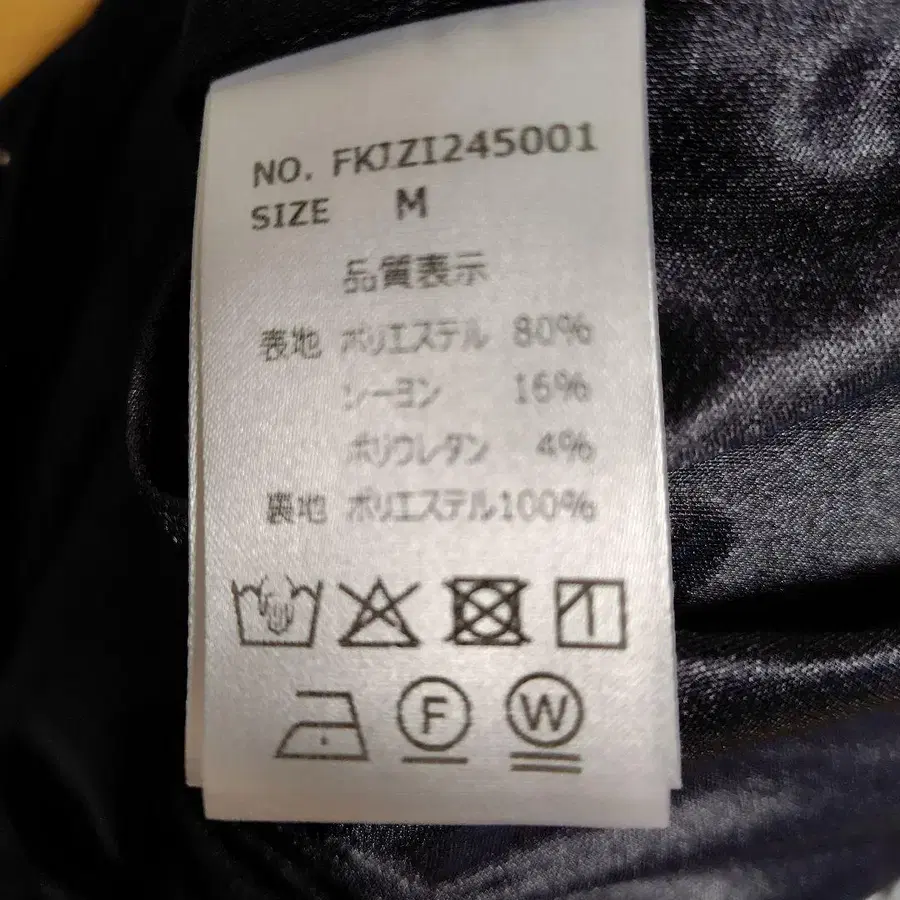 NO. FKJZI245001
SIZE M
品質表示
表地 ポリエステル 80%
レーヨン 16%
ポリウレタン 4%
裏地 ポリエステル100%
F W